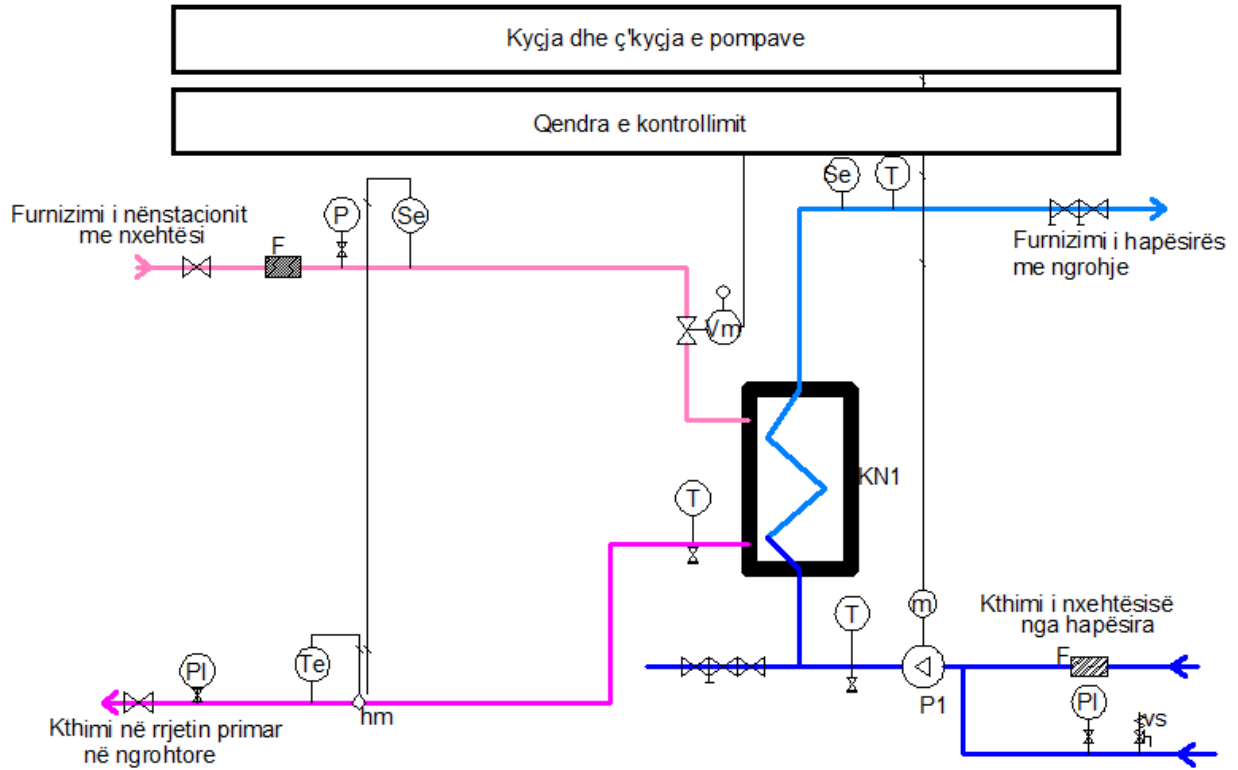 Kyçja dhe ç'kyçja e pompave
Qendra e kontrollimit
Furnizimi i nënstacionit
me nxehtësi
F
P
Se
Se
T
Furnizimi i hapësirës
me ngrohje
Vm
KN1
T
m
Kthimi i nxehtësisë
nga hapësira
T
F
P1
PI
vs
h
Te
PI
hm
Kthimi në rrjetin primar
në ngrohtore